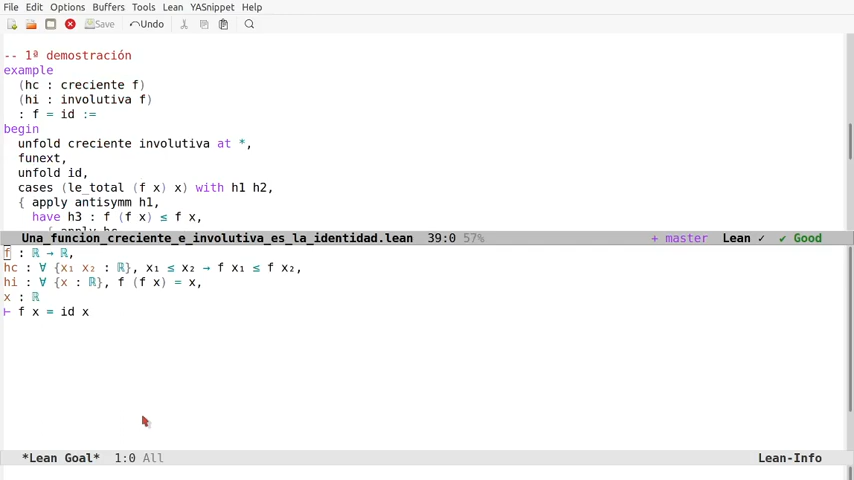 File Edit Options Buffers Tools Lean YASnippet Help
Save Undo
-- 1ª demostración
example
(hc : creciente f)
(hi : involutiva f)
: f = id :=
begin
unfold creciente involutiva at *,
funext,
unfold id,
cases (le_total (f x) x) with h1 h2,
{ apply antisymm h1,
have h3 : f (f x) ≤ f x,
{ apply hc,
Una_funcion_creciente_e_involutiva_es_la_identidad.lean 39:0 57% + master Lean ✓ ✔ Good
f : ℝ → ℝ,
hc : ∀ {x₁ x₂ : ℝ}, x₁ ≤ x₂ → f x₁ ≤ f x₂,
hi : ∀ {x : ℝ}, f (f x) = x,
x : ℝ
⊢ f x = id x
*Lean Goal* 1:0 All Lean-Info